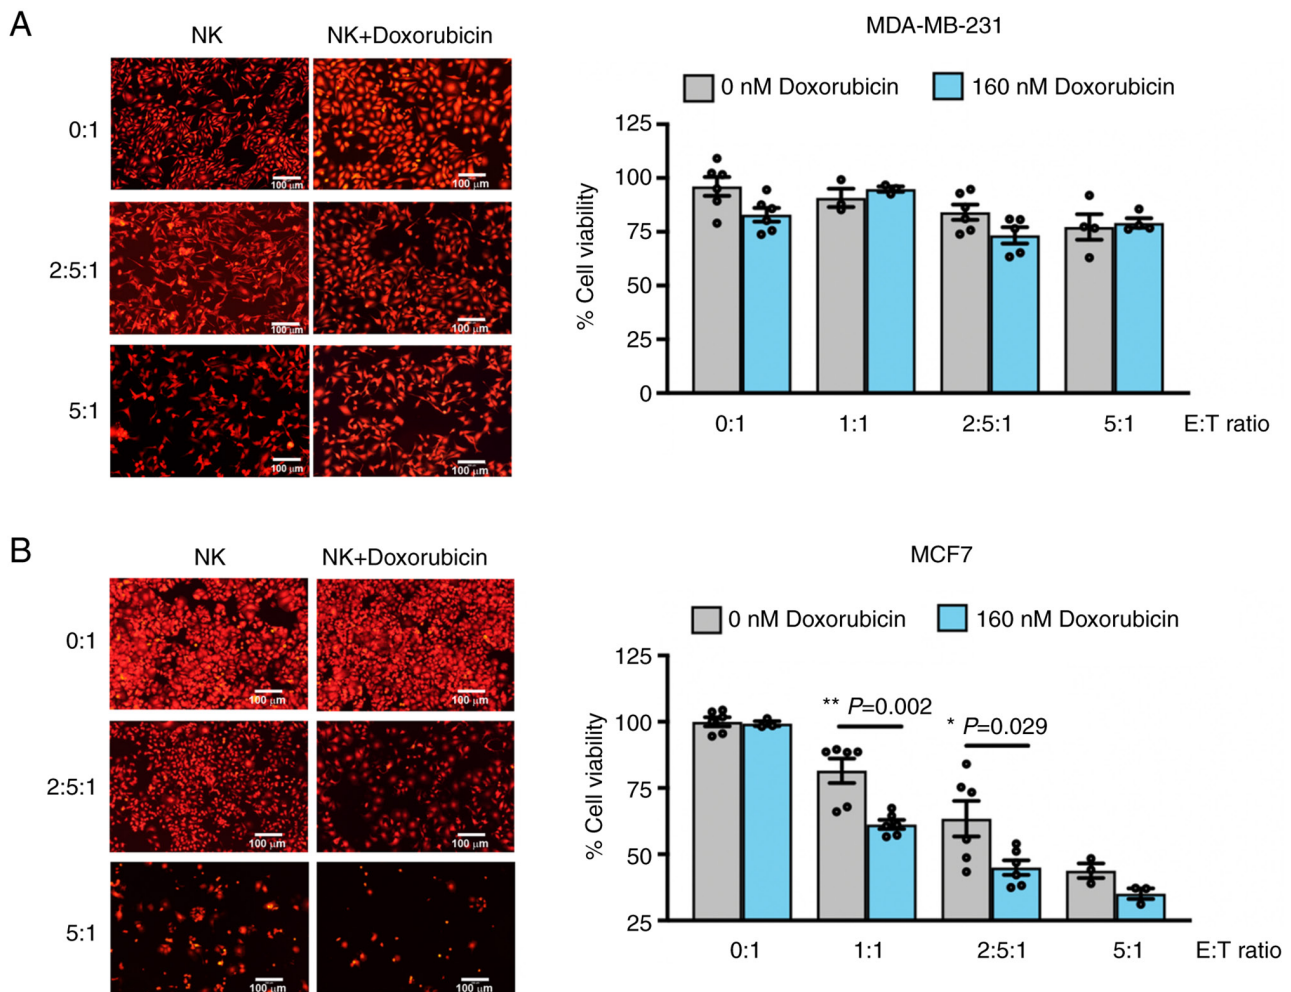 A
NK
NK+Doxorubicin
0:1
100 µm
100 µm
2:5:1
100 µm
100 µm
5:1
100 µm
100 µm
MDA-MB-231
0 nM Doxorubicin
160 nM Doxorubicin
% Cell viability
125
100
75
50
25
0
0:1 1:1 2:5:1 5:1 E:T ratio
B
NK
NK+Doxorubicin
0:1
100 µm
100 µm
2:5:1
100 µm
100 µm
5:1
100 µm
100 µm
MCF7
0 nM Doxorubicin
160 nM Doxorubicin
% Cell viability
125
100
75
50
25
** P=0.002
* P=0.029
0:1 1:1 2:5:1 5:1 E:T ratio